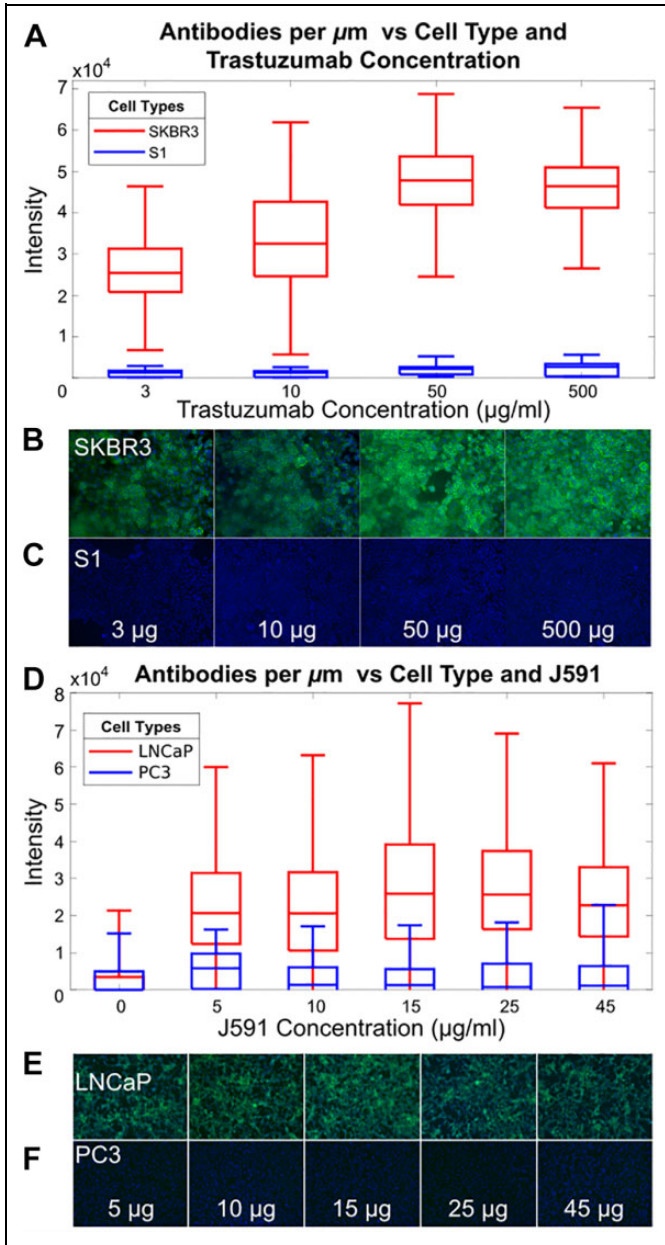 A
Antibodies per µm vs Cell Type and
Trastuzumab Concentration
×10⁴
7
6
5
4
3
2
1
0
Intensity
Cell Types
SKBR3
S1
3 10 50 500
Trastuzumab Concentration (µg/ml)
B
SKBR3
C
S1
3 µg 10 µg 50 µg 500 µg
D
Antibodies per µm vs Cell Type and J591
×10⁴
8
7
6
5
4
3
2
1
0
Intensity
Cell Types
LNCaP
PC3
0 5 10 15 25 45
J591 Concentration (µg/ml)
E
LNCaP
F
PC3
5 µg 10 µg 15 µg 25 µg 45 µg